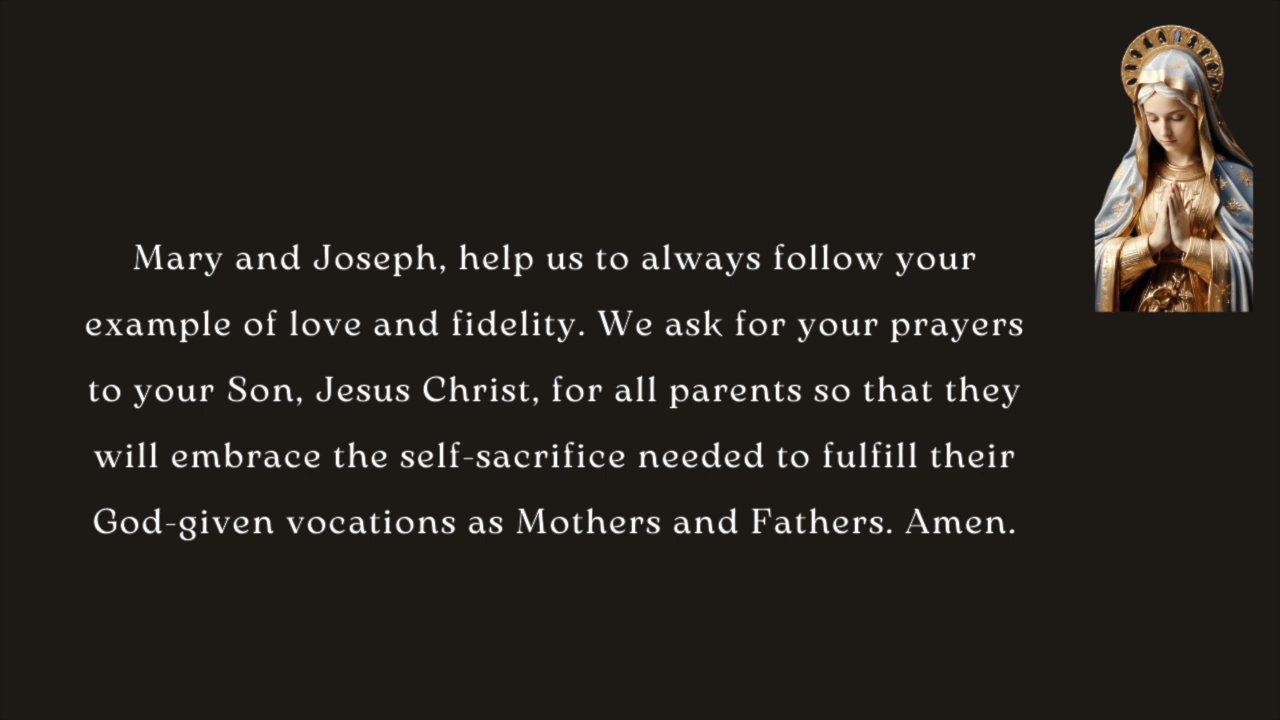 Mary and Joseph, help us to always follow your
example of love and fidelity. We ask for your prayers
to your Son, Jesus Christ, for all parents so that they
will embrace the self-sacrifice needed to fulfill their
God-given vocations as Mothers and Fathers. Amen.